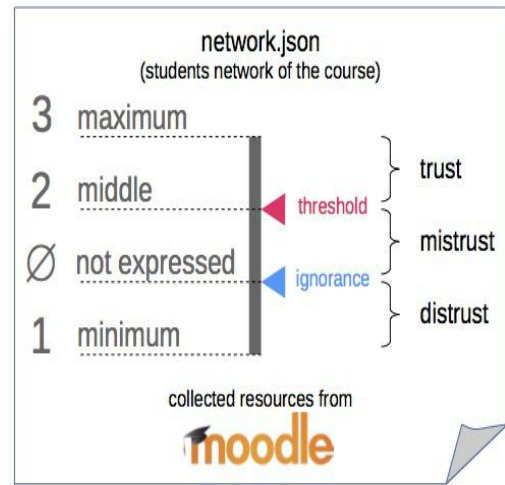 network.json
(students network of the course)
3 maximum
trust
2 middle
threshold
mistrust
∅ not expressed
ignorance
distrust
1 minimum
collected resources from
moodle